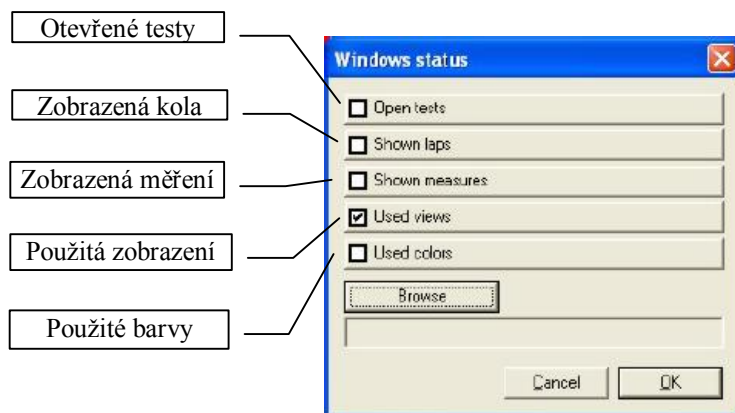 Otevřené testy
Zobrazená kola
Zobrazená měření
Použitá zobrazení
Použité barvy
Windows status
Open tests
Shown laps
Shown measures
Used views
Used colors
Browse
Cancel
OK